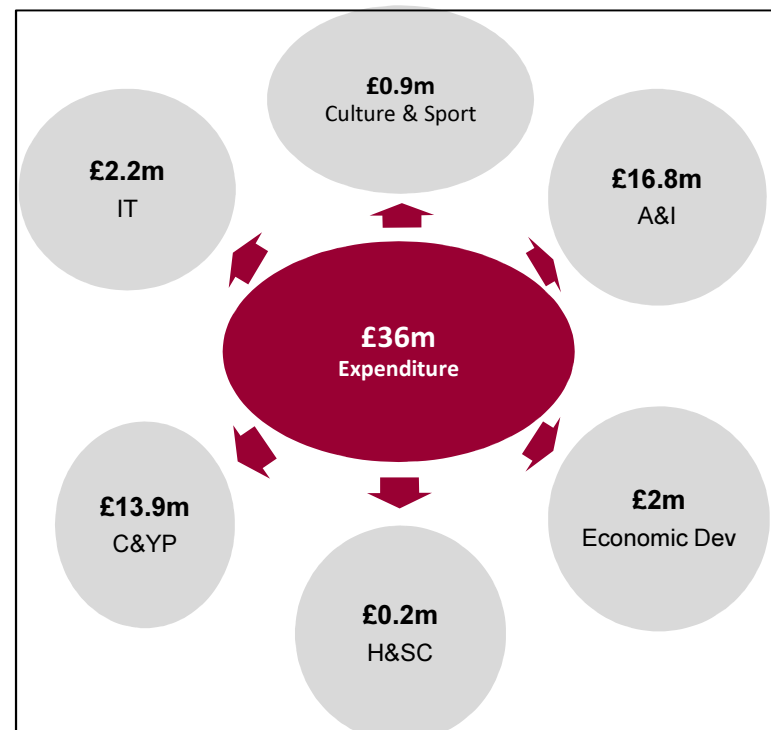 £0.9m
Culture & Sport
£2.2m
IT
£16.8m
A&I
£36m
Expenditure
£13.9m
C&YP
£2m
Economic Dev
£0.2m
H&SC